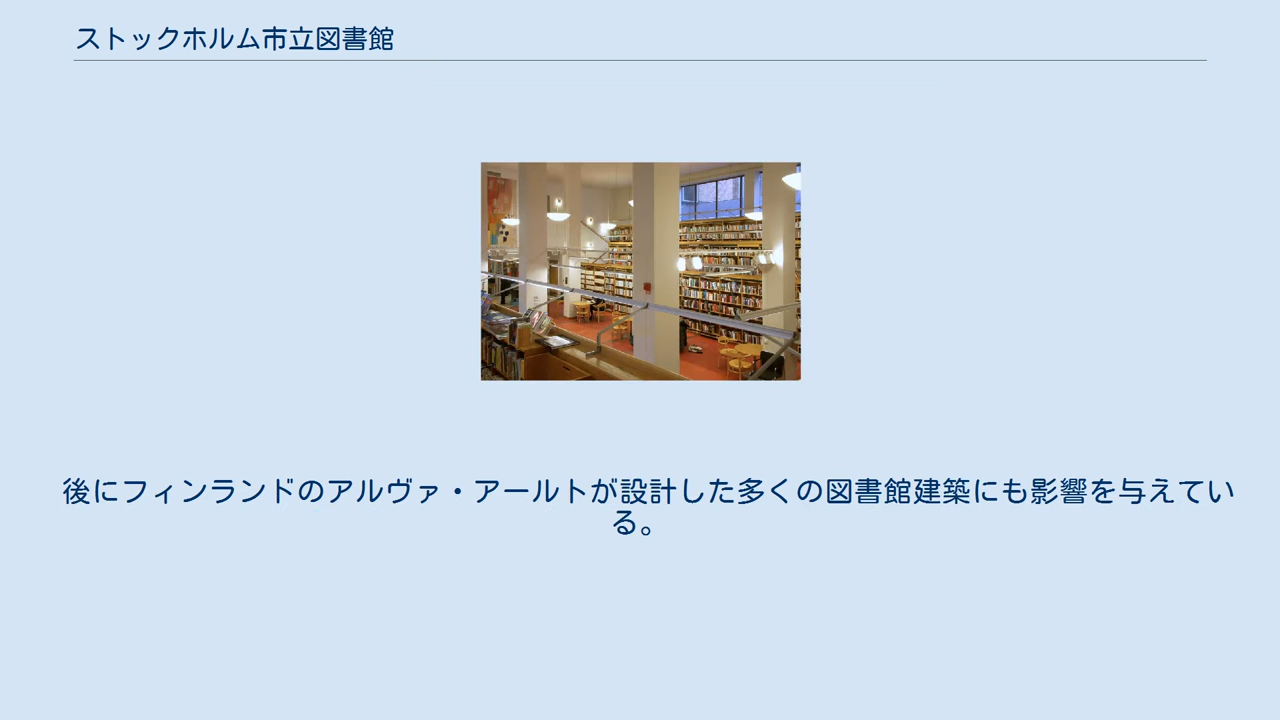 ストックホルム市立図書館
後にフィンランドのアルヴァ・アールトが設計した多くの図書館建築にも影響を与えてい
る。